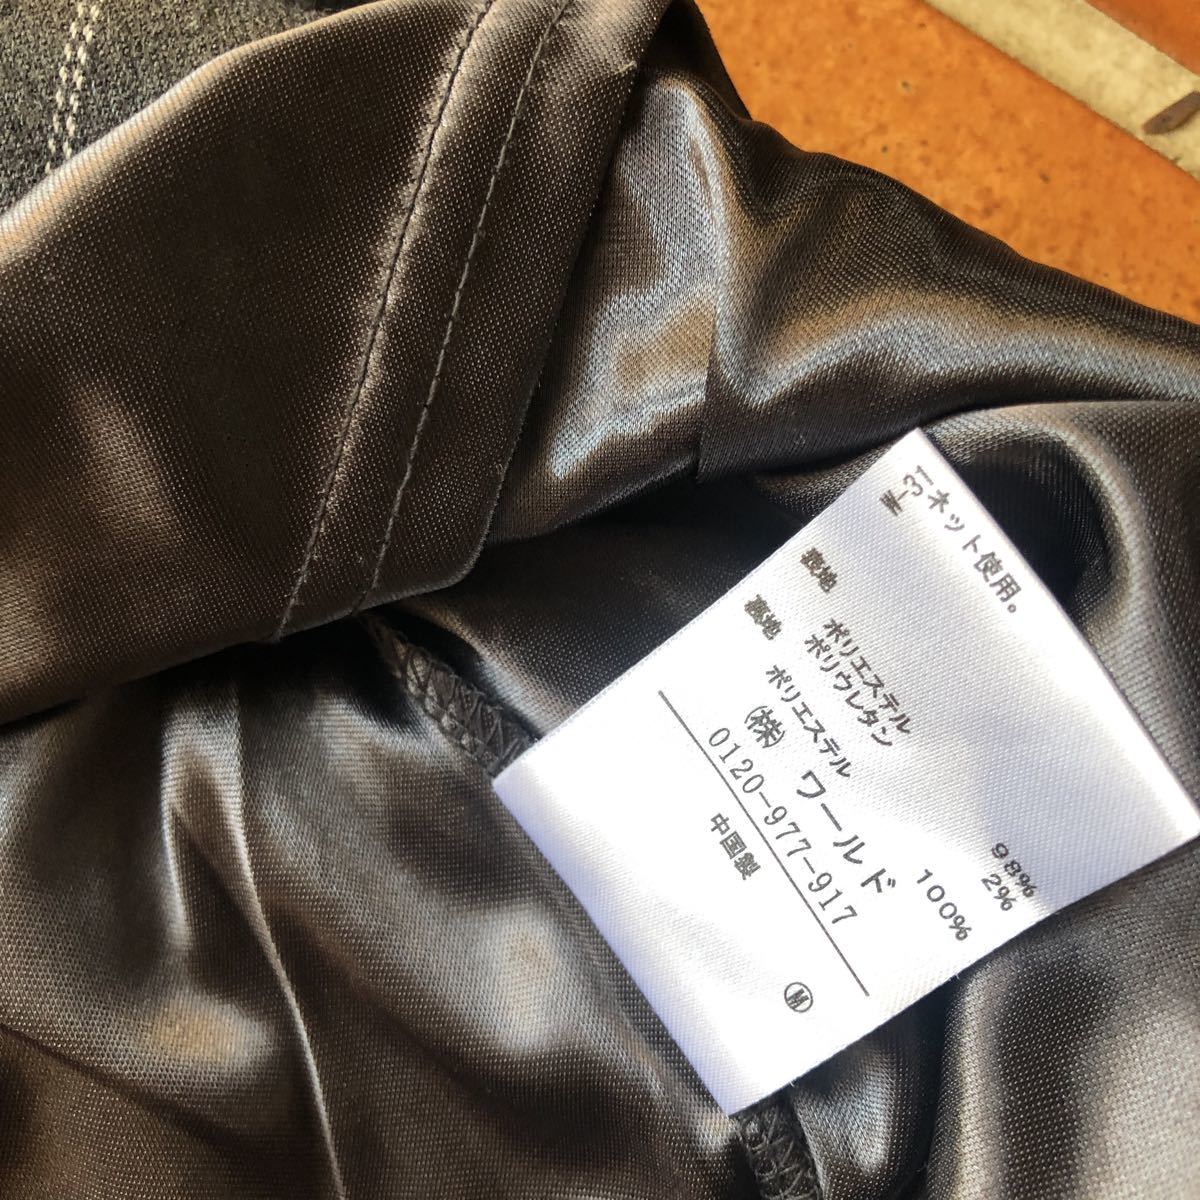 ネット使用。
W-31
表地 ポリエステル 98%
ポリウレタン 2%
裏地 ポリエステル 100%
(株) ワールド
0120-977-917
中国製
M